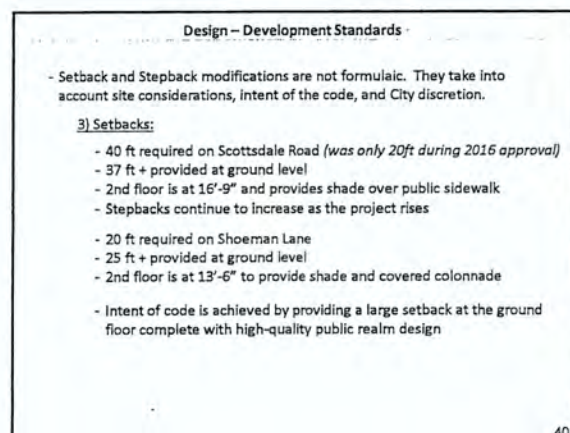 Design – Development Standards
- Setback and Stepback modifications are not formulaic. They take into
account site considerations, intent of the code, and City discretion.
3) Setbacks:
- 40 ft required on Scottsdale Road (was only 20ft during 2016 approval)
- 37 ft + provided at ground level
- 2nd floor is at 16'-9" and provides shade over public sidewalk
- Stepbacks continue to increase as the project rises
- 20 ft required on Shoeman Lane
- 25 ft + provided at ground level
- 2nd floor is at 13'-6" to provide shade and covered colonnade
- Intent of code is achieved by providing a large setback at the ground
floor complete with high-quality public realm design
40